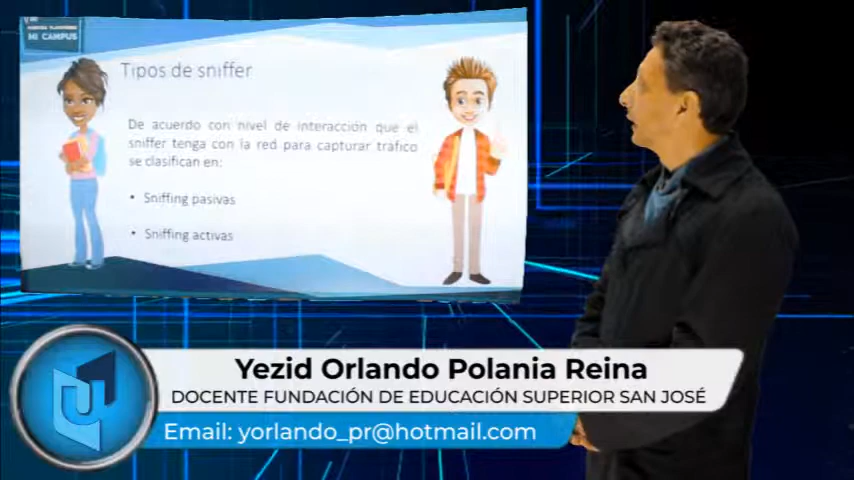 MI CAMPUS
Tipos de sniffer
De acuerdo con nivel de interacción que el
sniffer tenga con la red para capturar tráfico
se clasifican en:
• Sniffing pasivas
• Sniffing activas
Yezid Orlando Polania Reina
DOCENTE FUNDACIÓN DE EDUCACIÓN SUPERIOR SAN JOSÉ
Email: yorlando_pr@hotmail.com